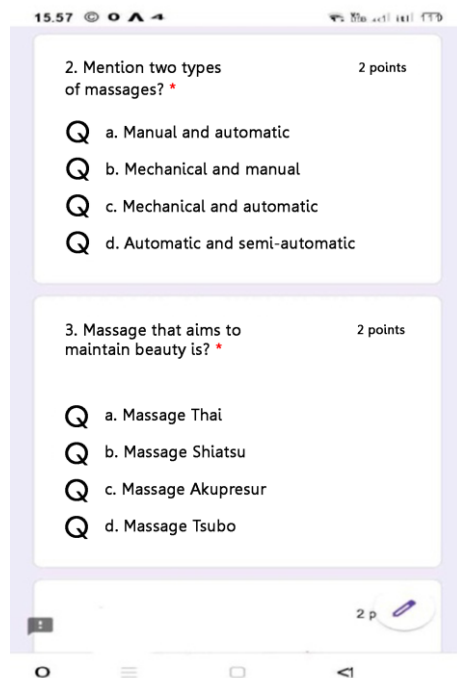 15.57
2. Mention two types 2 points
of massages? *
a. Manual and automatic
b. Mechanical and manual
c. Mechanical and automatic
d. Automatic and semi-automatic
3. Massage that aims to 2 points
maintain beauty is? *
a. Massage Thai
b. Massage Shiatsu
c. Massage Akupresur
d. Massage Tsubo
2 p